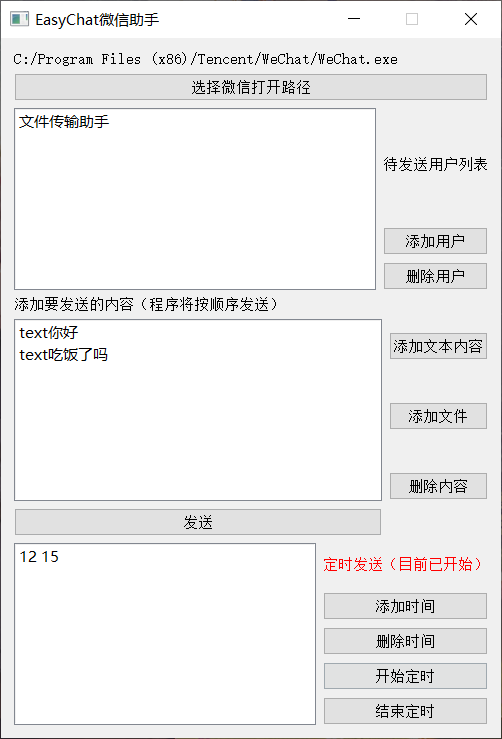 EasyChat微信助手
C:/Program Files (x86)/Tencent/WeChat/WeChat.exe
选择微信打开路径
文件传输助手
待发送用户列表
添加用户
删除用户
添加要发送的内容（程序将按顺序发送）
text你好
text吃饭了吗
添加文本内容
添加文件
删除内容
发送
12 15
定时发送（目前已开始）
添加时间
删除时间
开始定时
结束定时